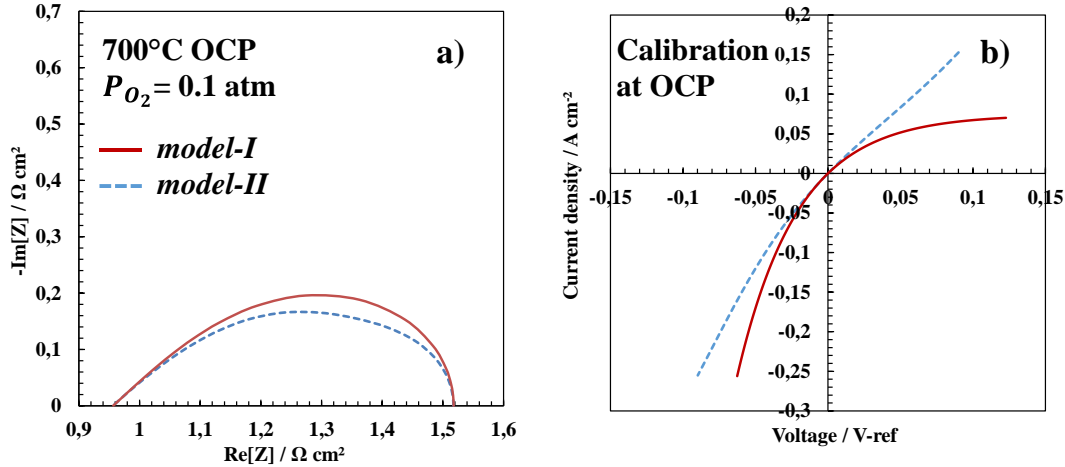 700°C OCP
P_{O_2} = 0.1 atm
a)
model-I
model-II
-Im[Z] / Ω cm²
0,7
0,6
0,5
0,4
0,3
0,2
0,1
0
0,9 1 1,1 1,2 1,3 1,4 1,5 1,6
Re[Z] / Ω cm²
Calibration
at OCP
b)
Current density / A cm⁻²
0,2
0,15
0,1
0,05
0
-0,05
-0,1
-0,15
-0,2
-0,25
-0,3
-0,15 -0,1 -0,05 0 0,05 0,1 0,15
Voltage / V-ref